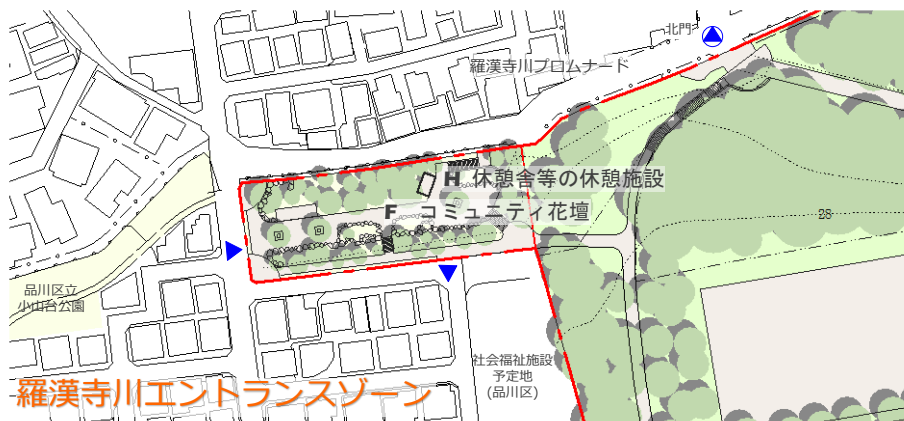 北門
羅漢寺川プロムナード
H 休憩舎等の休憩施設
F コミュニティ花壇
28
品川区立
小山台公園
社会福祉施設
予定地
(品川区)
羅漢寺川エントランスゾーン